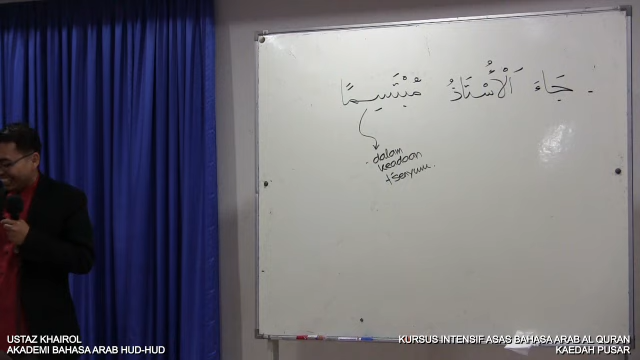 جَاءَ الْأُسْتَاذُ مُبْتَسِمًا .
dalam
keadaan
t'senyum.
USTAZ KHAIROL
AKADEMI BAHASA ARAB HUD-HUD
KURSUS INTENSIF ASAS BAHASA ARAB AL QURAN
KAEDAH PUSAR